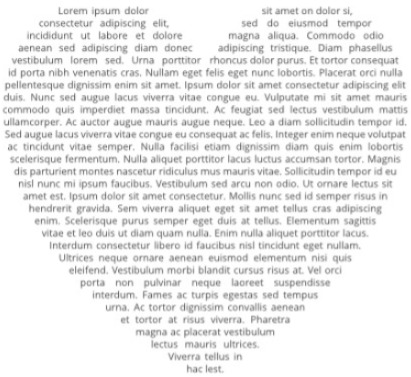 Lorem ipsum dolor sit amet on dolor si,
consectetur adipiscing elit, sed do eiusmod tempor
incididunt ut labore et dolore magna aliqua. Commodo odio
aenean sed adipiscing diam donec adipiscing tristique. Diam phasellus
vestibulum lorem sed. Urna porttitor rhoncus dolor purus. Et tortor consequat
id porta nibh venenatis cras. Nullam eget felis eget nunc lobortis. Placerat orci nulla
pellentesque dignissim enim sit amet. Ipsum dolor sit amet consectetur adipiscing elit
duis. Nunc sed augue lacus viverra vitae congue eu. Vulputate mi sit amet mauris
commodo quis imperdiet massa tincidunt. Ac feugiat sed lectus vestibulum mattis
ullamcorper. Ac auctor augue mauris augue neque. Leo a diam sollicitudin tempor id.
Sed augue lacus viverra vitae congue eu consequat ac felis. Integer enim neque volutpat
ac tincidunt vitae semper. Nulla facilisi etiam dignissim diam quis enim lobortis
scelerisque fermentum. Nulla aliquet porttitor lacus luctus accumsan tortor. Magnis
dis parturient montes nascetur ridiculus mus mauris vitae. Sollicitudin tempor id eu
nisl nunc mi ipsum faucibus. Vestibulum sed arcu non odio. Ut ornare lectus sit
amet est. Ipsum dolor sit amet consectetur. Mollis nunc sed id semper risus in
hendrerit gravida. Sem viverra aliquet eget sit amet tellus cras adipiscing
enim. Scelerisque purus semper eget duis at tellus. Elementum sagittis
vitae et leo duis ut diam quam nulla. Enim nulla aliquet porttitor lacus.
Interdum consectetur libero id faucibus nisl tincidunt eget nullam.
Ultrices neque ornare aenean euismod elementum nisi quis
eleifend. Vestibulum morbi blandit cursus risus at. Vel orci
porta non pulvinar neque laoreet suspendisse
interdum. Fames ac turpis egestas sed tempus
urna. Ac tortor dignissim convallis aenean
et tortor at risus viverra. Pharetra
magna ac placerat vestibulum
lectus mauris ultrices.
Viverra tellus in
hac lest.